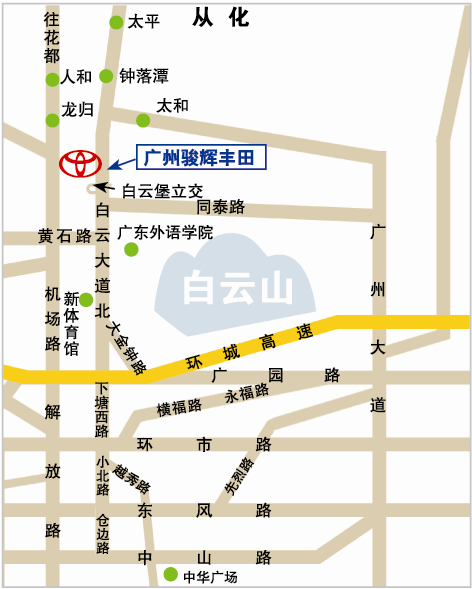 从化
往花都
太平
人和
钟落潭
龙归
太和
广州骏辉丰田
白云堡立交
同泰路
白云大道北
黄石路
广东外语学院
广州大道
白云山
机场路
新体育馆
大金钟路
环城高速
广园路
下塘西路
永福路
横福路
解放路
环市路
小北路
越秀路
先烈路
东风路
仓边路
中山路
中华广场